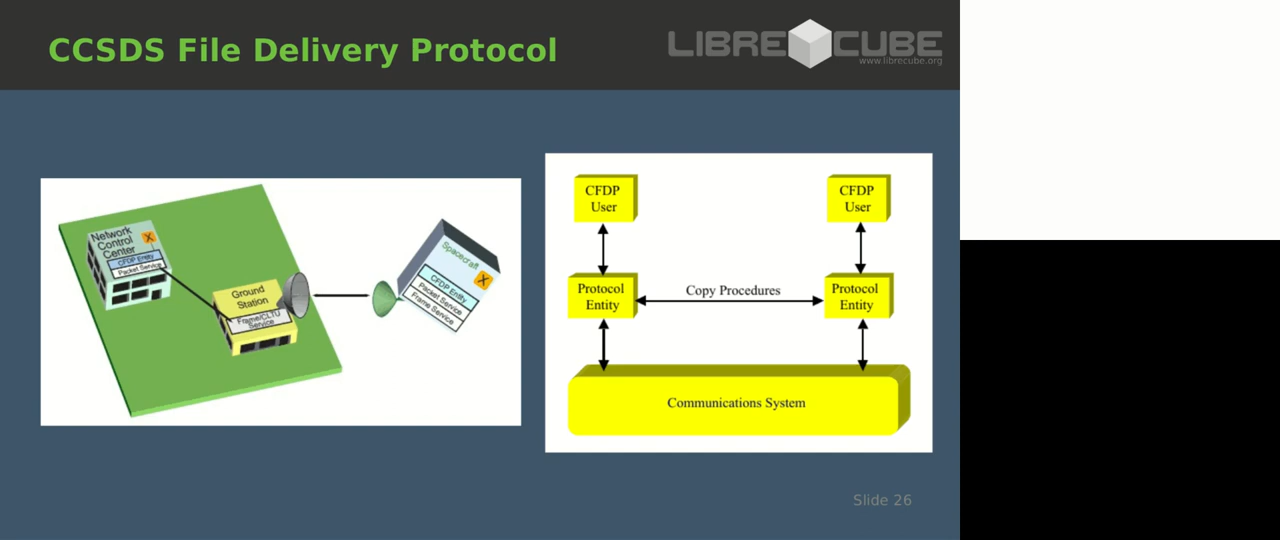 CCSDS File Delivery Protocol
LIBRE CUBE
www.librecube.org
Network
Control
Center
X
CFDP Entity
Packet Service
Ground
Station
Frame/CLTU
Service
Spacecraft
X
CFDP Entity
Packet Service
Frame Service
CFDP
User
CFDP
User
Protocol
Entity
Copy Procedures
Protocol
Entity
Communications System
Slide 26